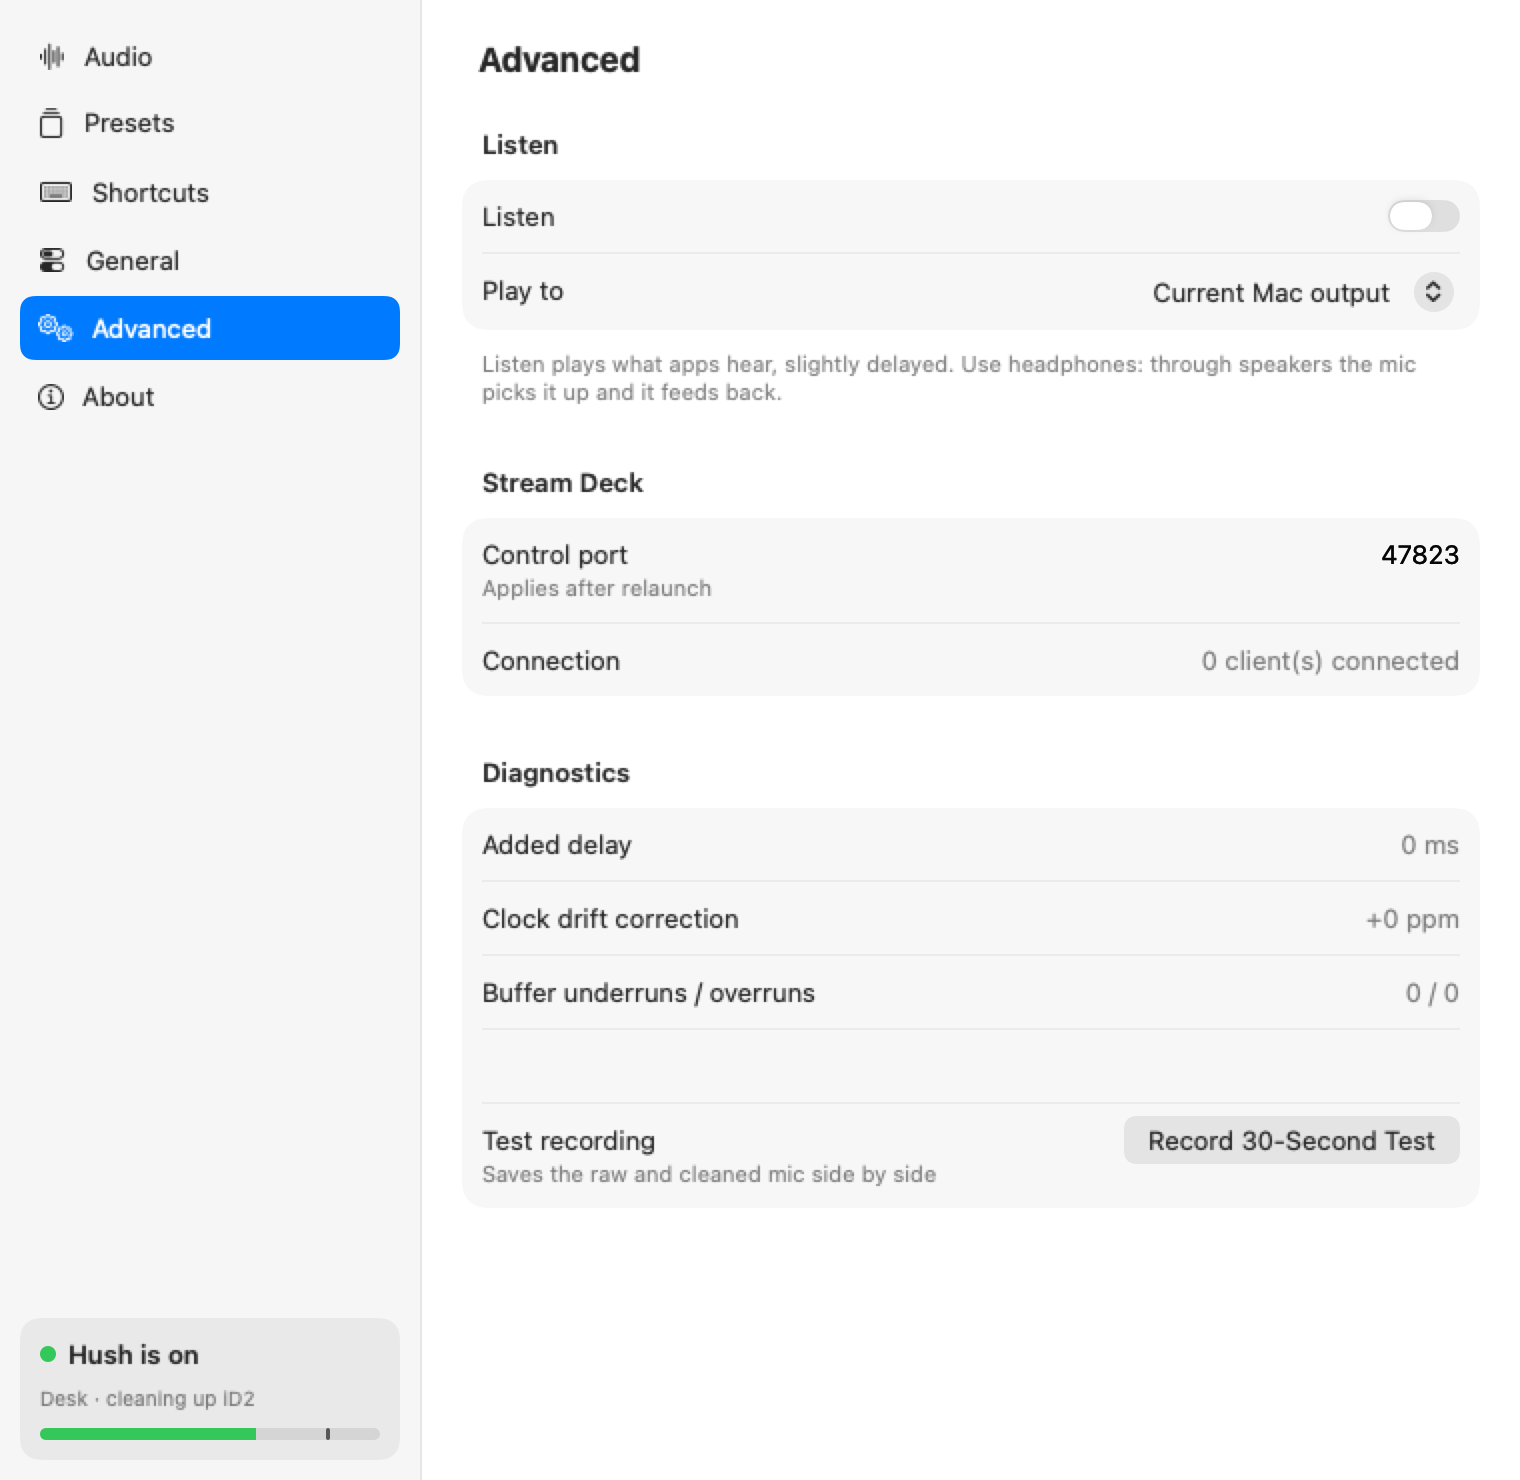 Audio
Presets
Shortcuts
General
Advanced
About
Hush is on
Desk · cleaning up iD2
Advanced
Listen
Listen
Play to
Current Mac output
Listen plays what apps hear, slightly delayed. Use headphones: through speakers the mic
picks it up and it feeds back.
Stream Deck
Control port
47823
Applies after relaunch
Connection
0 client(s) connected
Diagnostics
Added delay
0 ms
Clock drift correction
+0 ppm
Buffer underruns / overruns
0 / 0
Test recording
Record 30-Second Test
Saves the raw and cleaned mic side by side